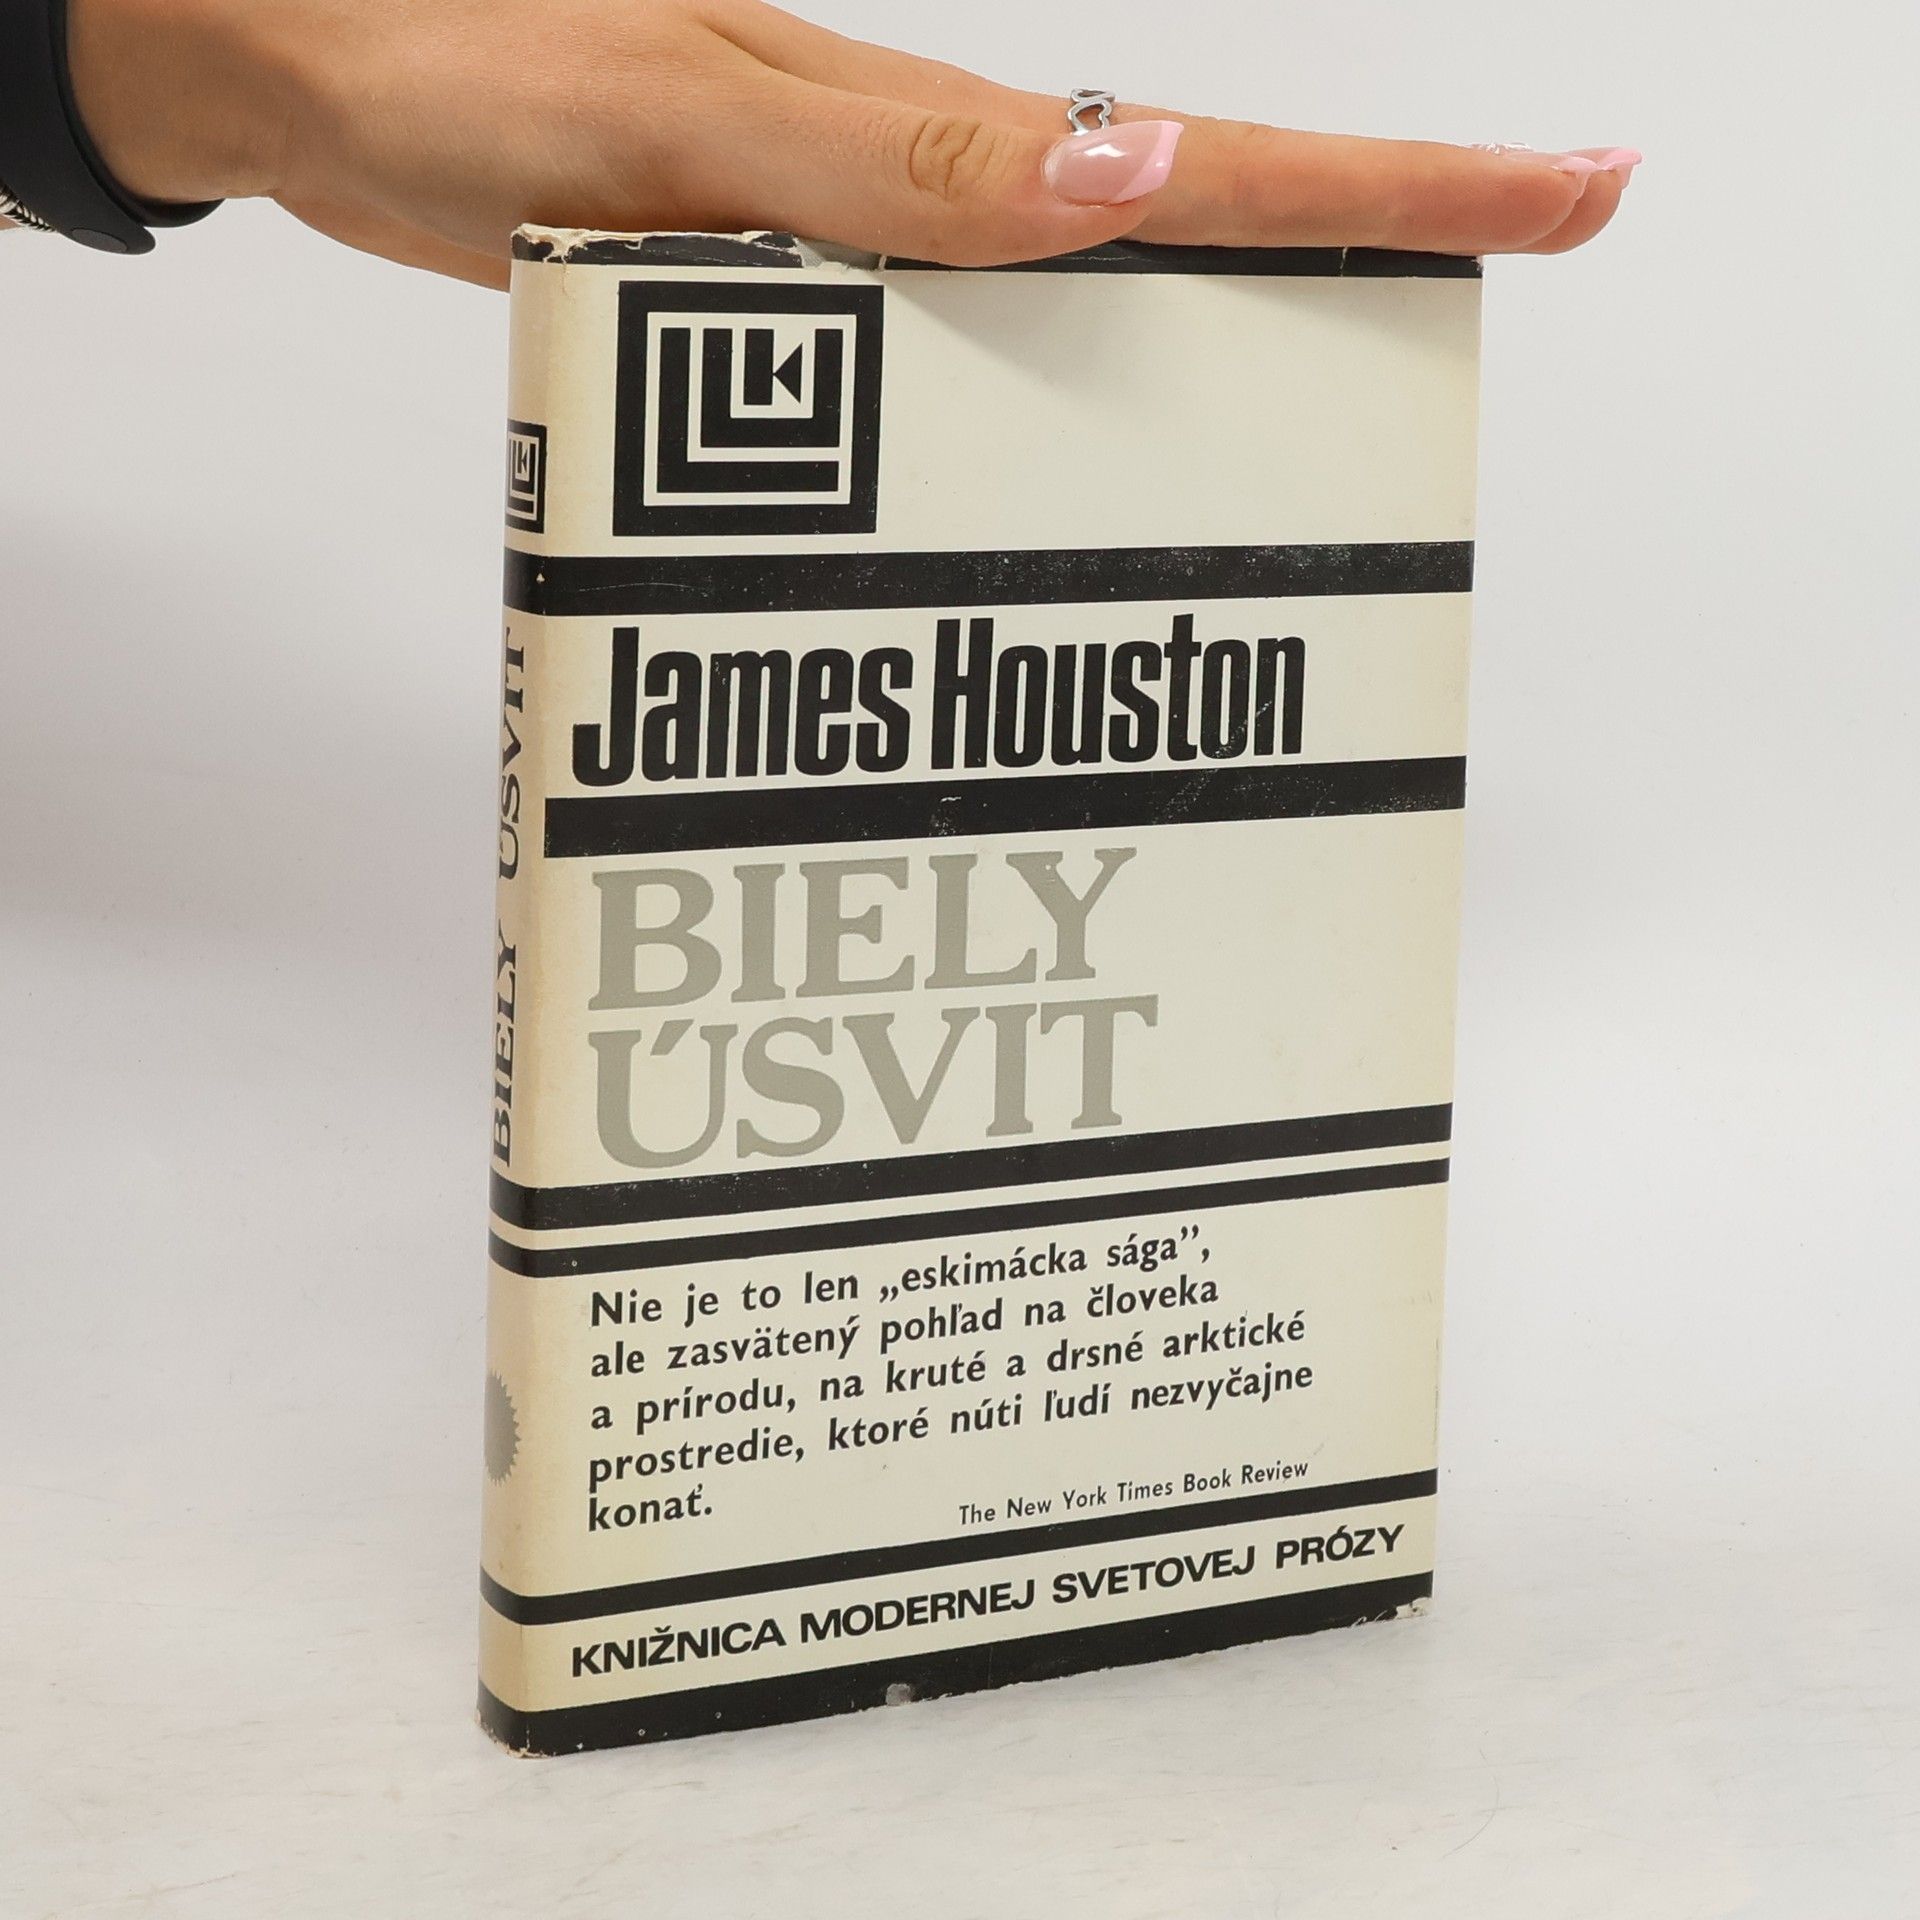 James Houston
BIELY
ÚSVIT
Nie je to len „eskimácka sága”,
ale zasvätený pohľad na človeka
a prírodu, na kruté a drsné arktické
prostredie, ktoré núti ľudí nezvyčajne
konať.
The New York Times Book Review
KNIŽNICA MODERNEJ SVETOVEJ PRÓZY
BIELY ÚSVIT